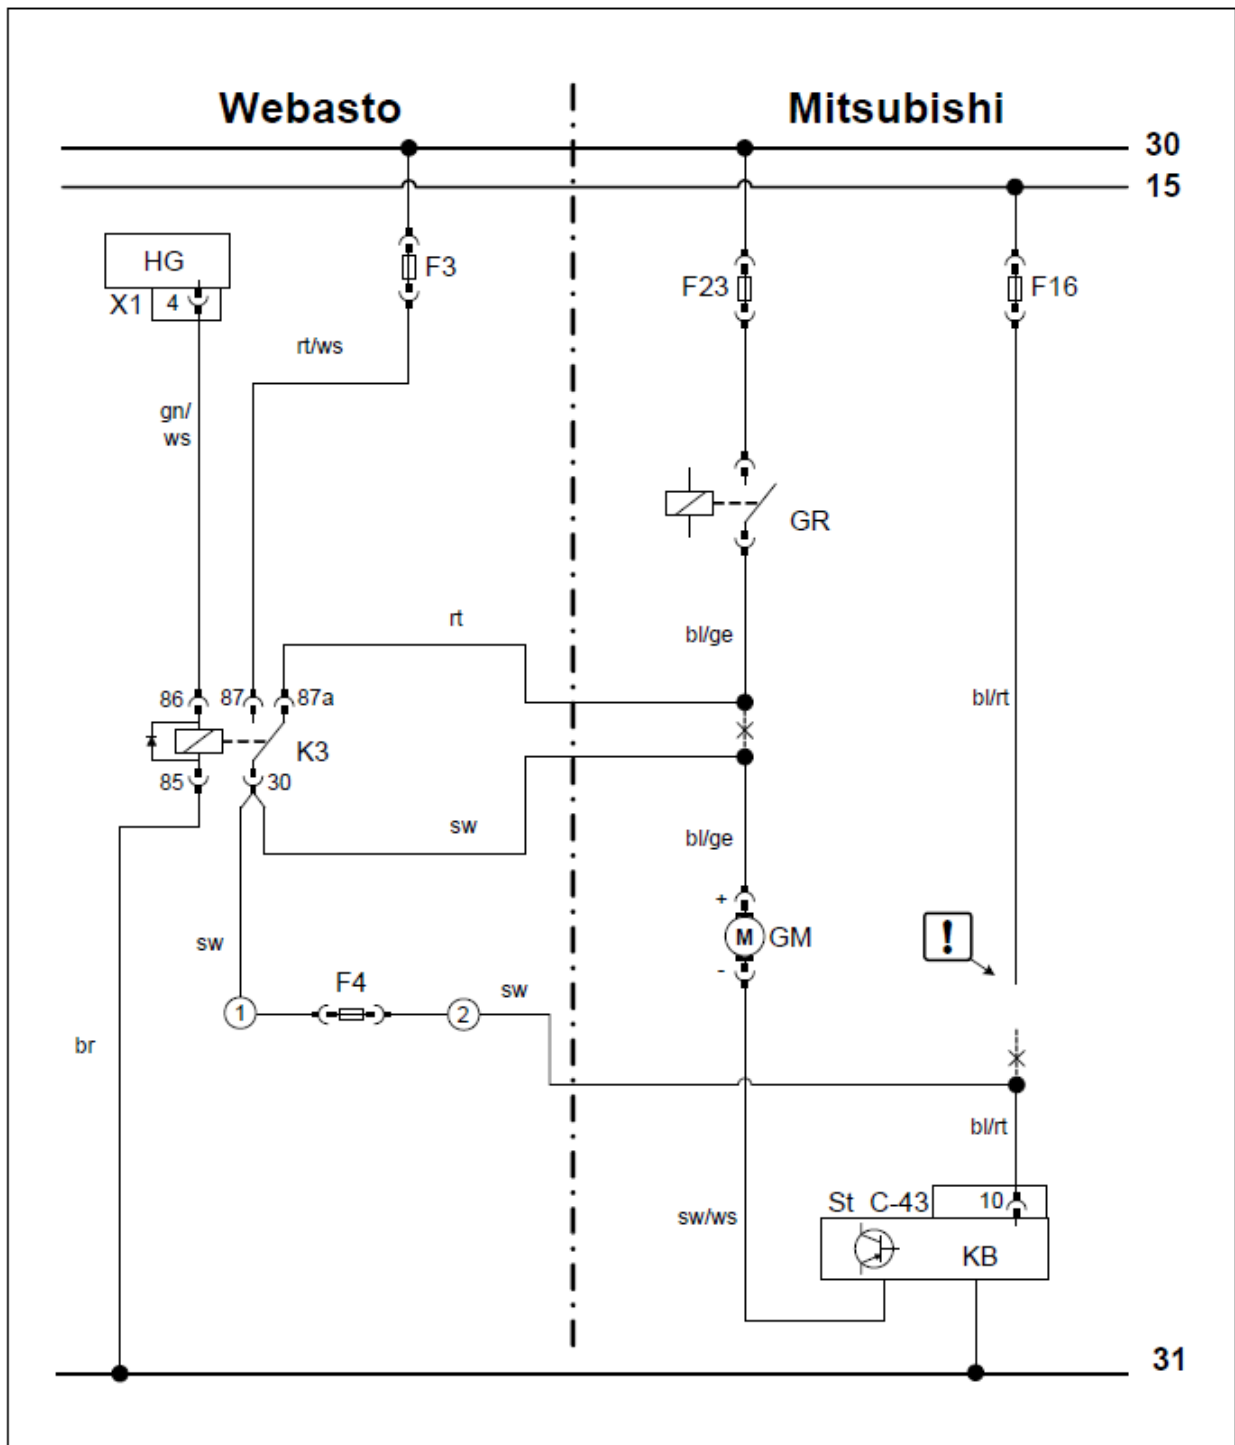 Webasto
Mitsubishi
30
15
HG
X1
4
F3
F23
F16
rt/ws
gn/
ws
GR
rt
bl/ge
bl/rt
86
87
87a
K3
85
30
sw
bl/ge
+
M
GM
-
!
sw
F4
1
2
sw
br
bl/rt
St C-43
10
sw/ws
KB
31